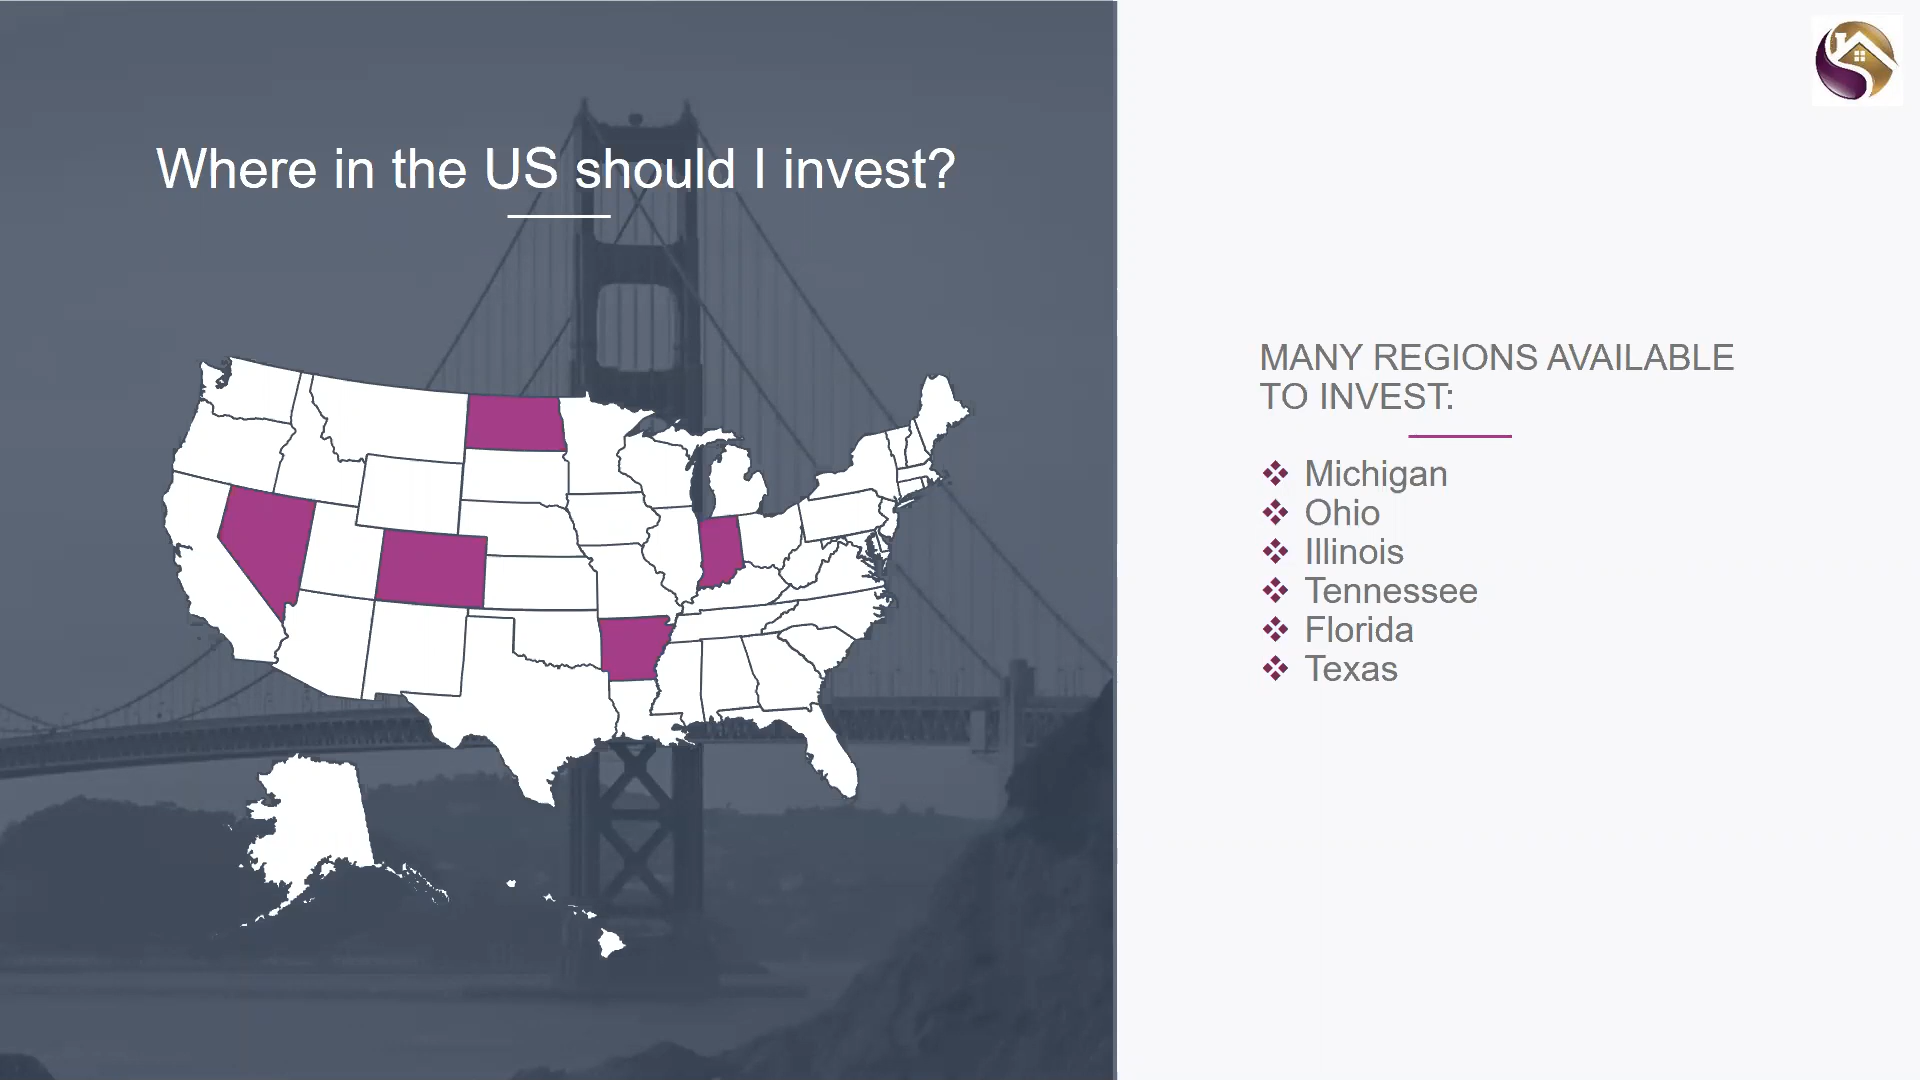 Where in the US should I invest?
MANY REGIONS AVAILABLE
TO INVEST:
Michigan
Ohio
Illinois
Tennessee
Florida
Texas